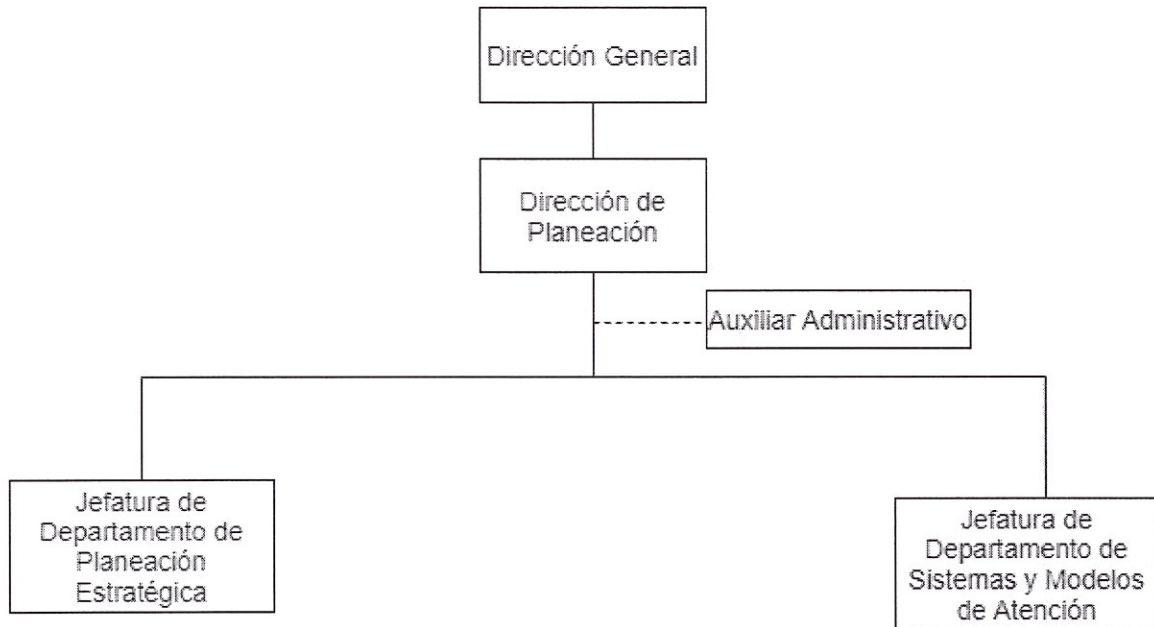 Dirección General
Dirección de
Planeación
Auxiliar Administrativo
Jefatura de
Departamento de
Planeación
Estratégica
Jefatura de
Departamento de
Sistemas y Modelos
de Atención